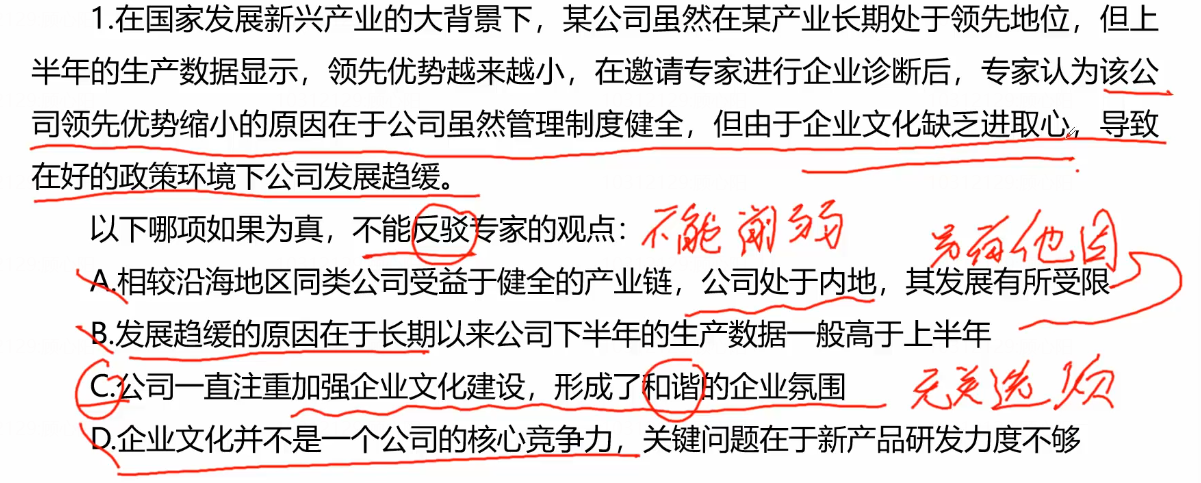 1.在国家发展新兴产业的大背景下，某公司虽然在某产业长期处于领先地位，但上
半年的生产数据显示，领先优势越来越小，在邀请专家进行企业诊断后，专家认为该公
司领先优势缩小的原因在于公司虽然管理制度健全，但由于企业文化缺乏进取心，导致
在好的政策环境下公司发展趋缓。
以下哪项如果为真，不能反驳专家的观点：
不能削弱
另有他因
A.相较沿海地区同类公司受益于健全的产业链，公司处于内地，其发展有所受限
B.发展趋缓的原因在于长期以来公司下半年的生产数据一般高于上半年
C.公司一直注重加强企业文化建设，形成了和谐的企业氛围
无关选项
D.企业文化并不是一个公司的核心竞争力，关键问题在于新产品研发力度不够